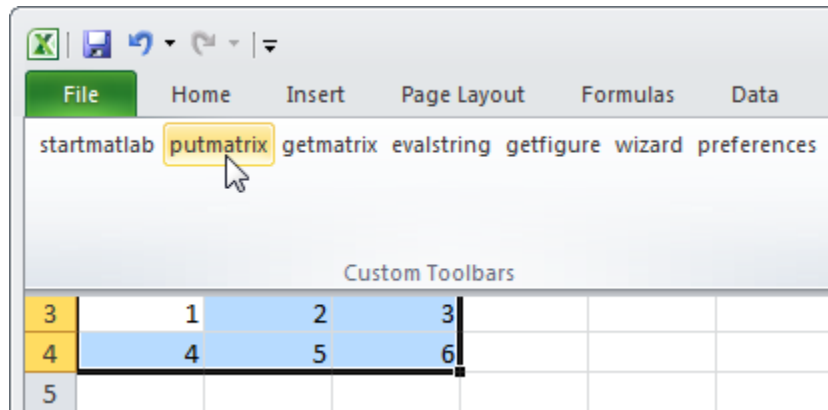 File Home Insert Page Layout Formulas Data
startmatlab putmatrix getmatrix evalstring getfigure wizard preferences
Custom Toolbars
3 1 2 3
4 4 5 6
5